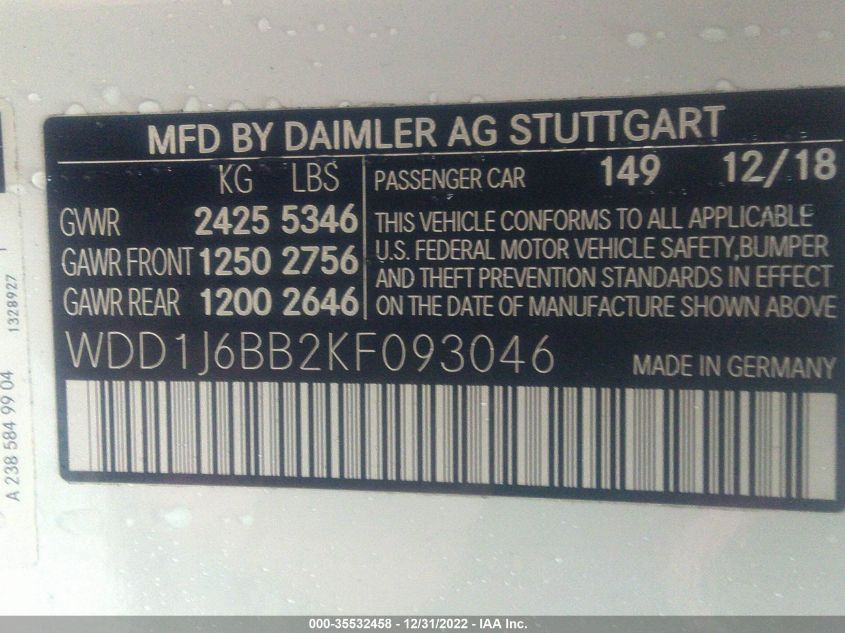 MFD BY DAIMLER AG STUTTGART
KG LBS
GVWR 2425 5346
GAWR FRONT 1250 2756
GAWR REAR 1200 2646
PASSENGER CAR 149 12/18
THIS VEHICLE CONFORMS TO ALL APPLICABLE
U.S. FEDERAL MOTOR VEHICLE SAFETY,BUMPER
AND THEFT PREVENTION STANDARDS IN EFFECT
ON THE DATE OF MANUFACTURE SHOWN ABOVE
WDD1J6BB2KF093046 MADE IN GERMANY
A 238 584 99 04 1328927
000-35532458 - 12/31/2022 - IAA Inc.